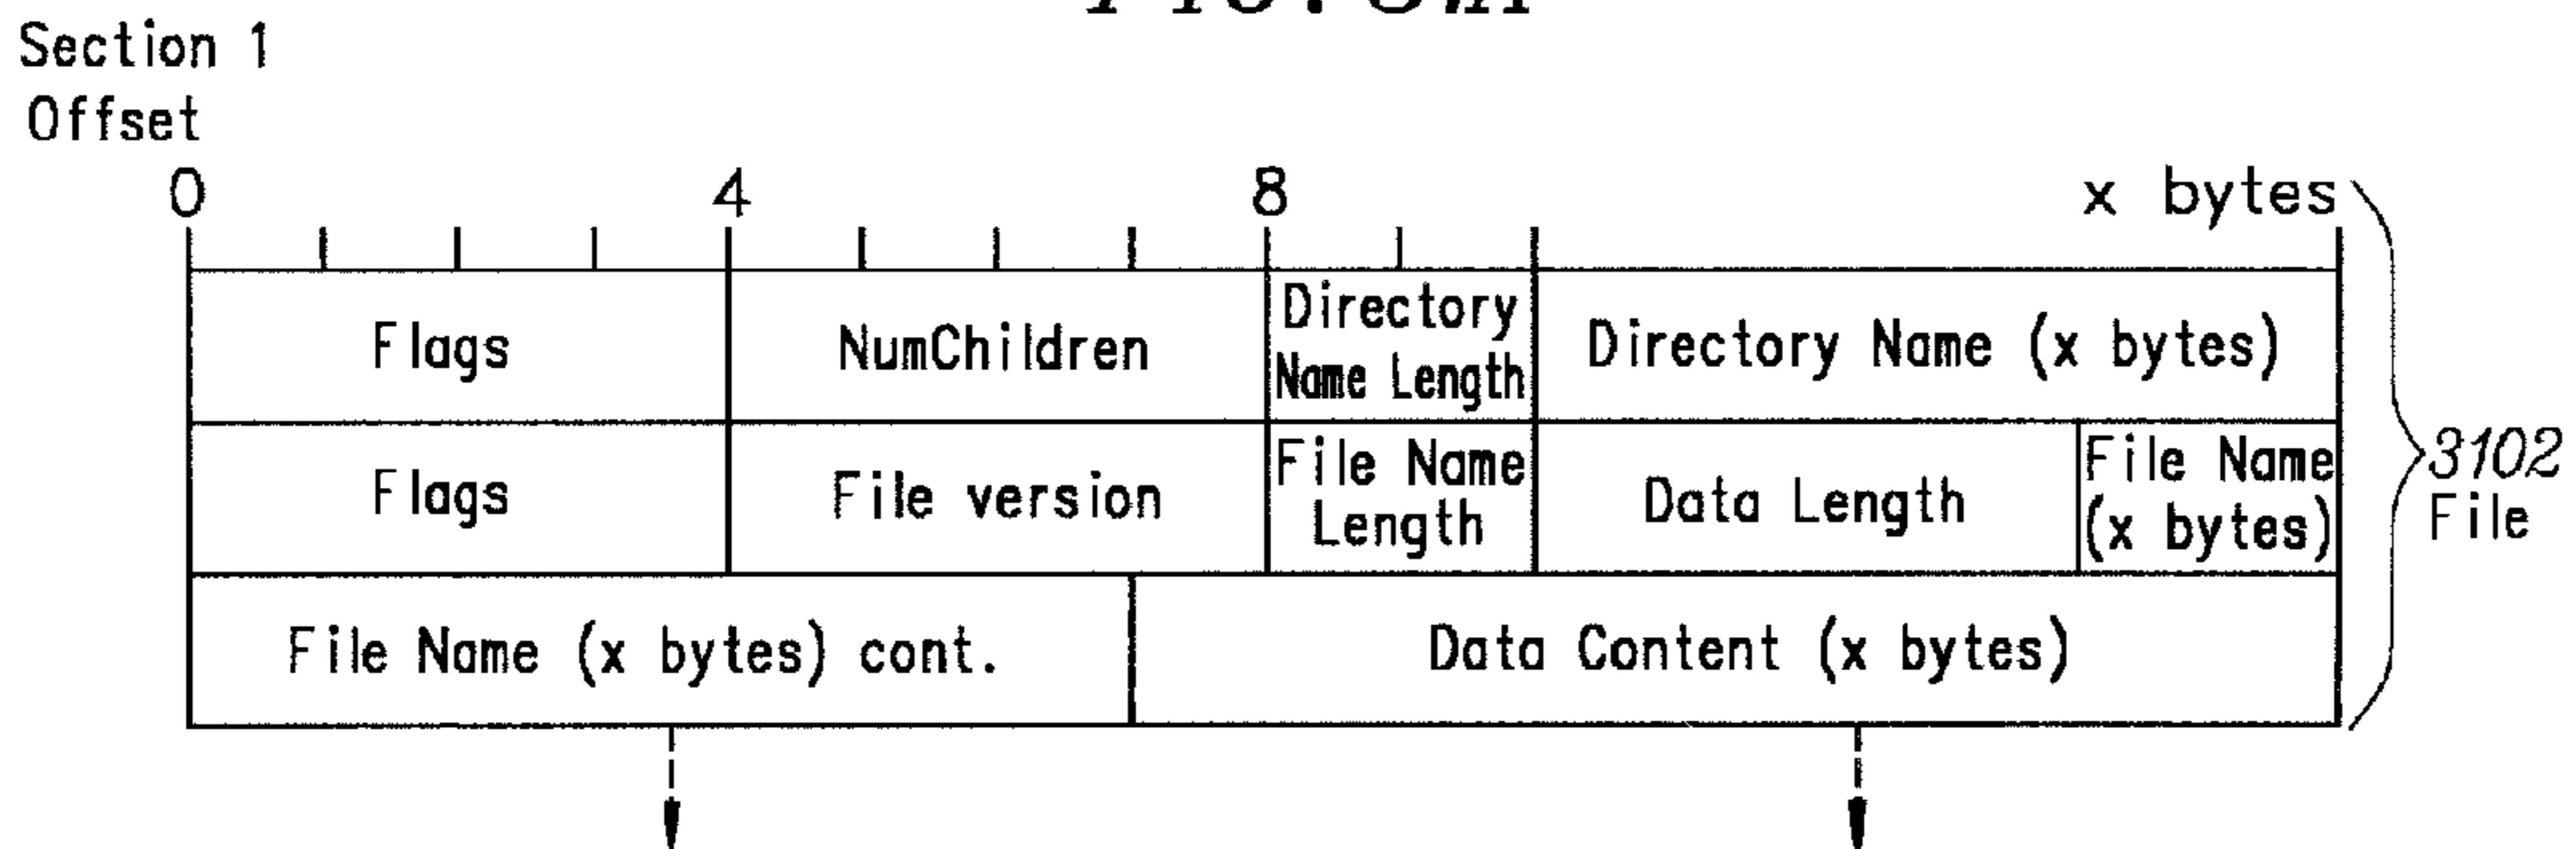 Section 1
Offset
0 4 8 x bytes
Flags
NumChildren
Directory
Name Length
Directory Name (x bytes)
Flags
File version
File Name
Length
Data Length
File Name
(x bytes)
File Name (x bytes) cont.
Data Content (x bytes)
3102
File